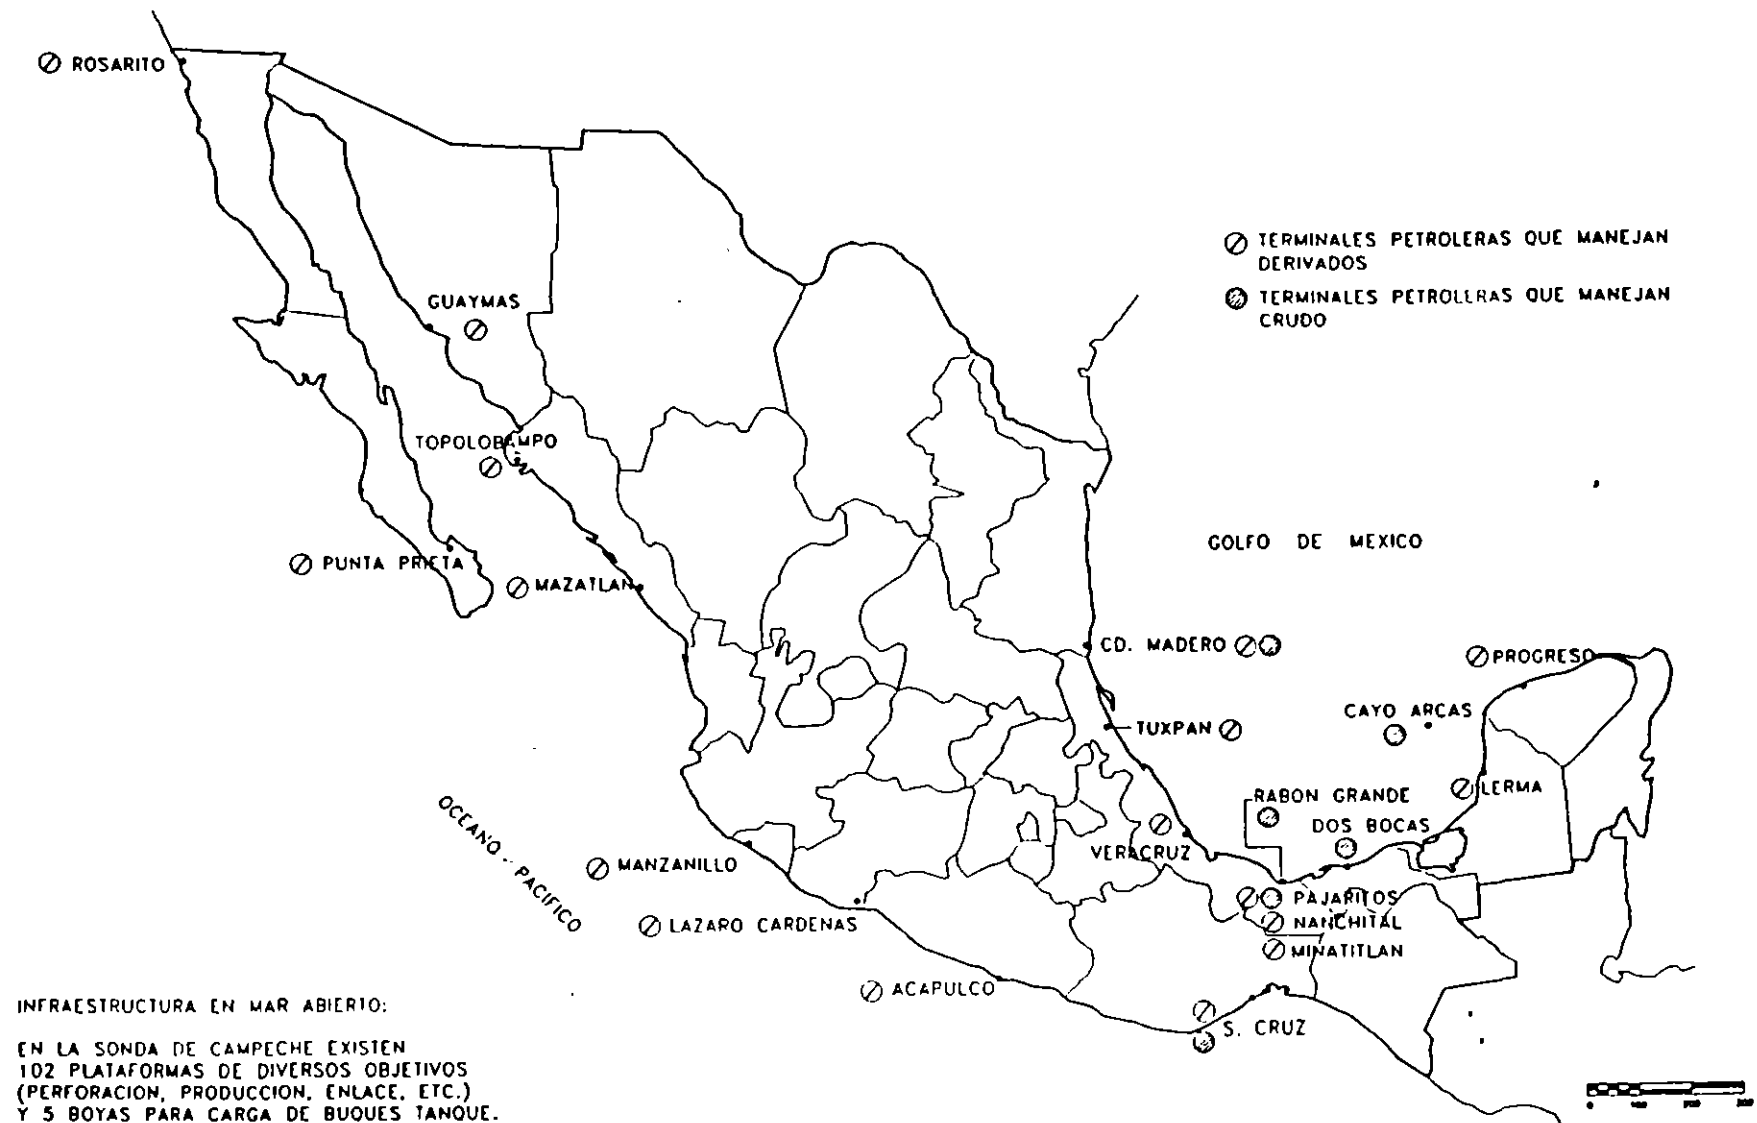 ROSARITO
TERMINALES PETROLERAS QUE MANEJAN
DERIVADOS
TERMINALES PETROLERAS QUE MANEJAN
CRUDO
GUAYMAS
TOPOLOBAMPO
GOLFO DE MEXICO
PUNTA PRIETA
MAZATLAN
CD. MADERO
PROGRESO
CAYO ARCAS
TUXPAN
LERMA
RABON GRANDE
DOS BOCAS
OCEANO - PACIFICO
VERACRUZ
MANZANILLO
PAJARITOS
LAZARO CARDENAS
NANCHITAL
MINATITLAN
ACAPULCO
S. CRUZ
INFRAESTRUCTURA EN MAR ABIERTO:
EN LA SONDA DE CAMPECHE EXISTEN
102 PLATAFORMAS DE DIVERSOS OBJETIVOS
(PERFORACION, PRODUCCION, ENLACE, ETC.)
Y 5 BOYAS PARA CARGA DE BUQUES TANQUE.